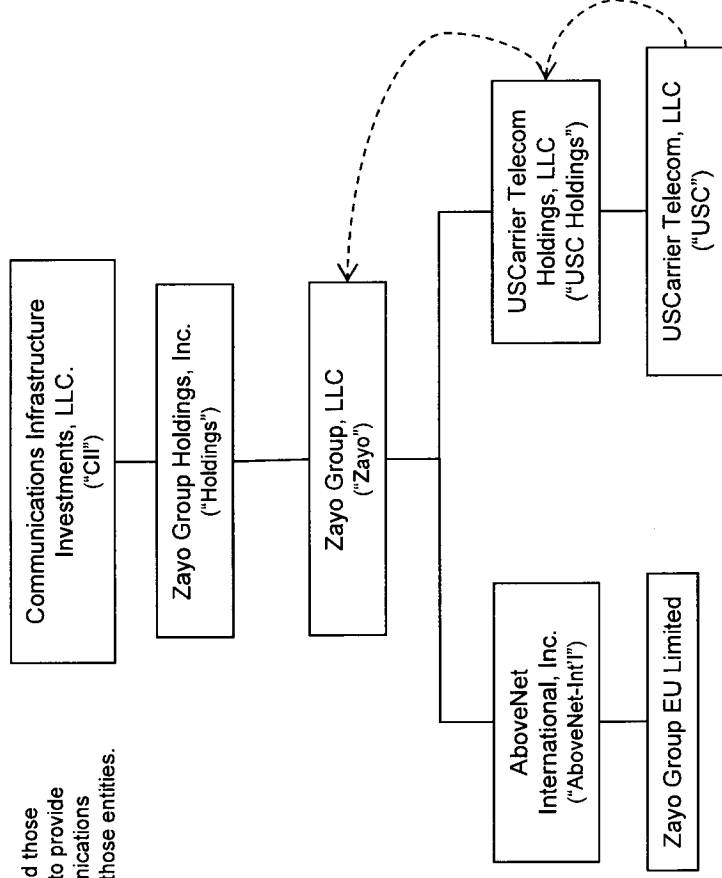 d those
to provide
nications
those entities.
Communications Infrastructure
Investments, LLC.
("CII")
Zayo Group Holdings, Inc.
("Holdings")
Zayo Group, LLC
("Zayo")
AboveNet
International, Inc.
("AboveNet-Int'l")
Zayo Group EU Limited
USCarrier Telecom
Holdings, LLC
("USC Holdings")
USCarrier Telecom, LLC
("USC")